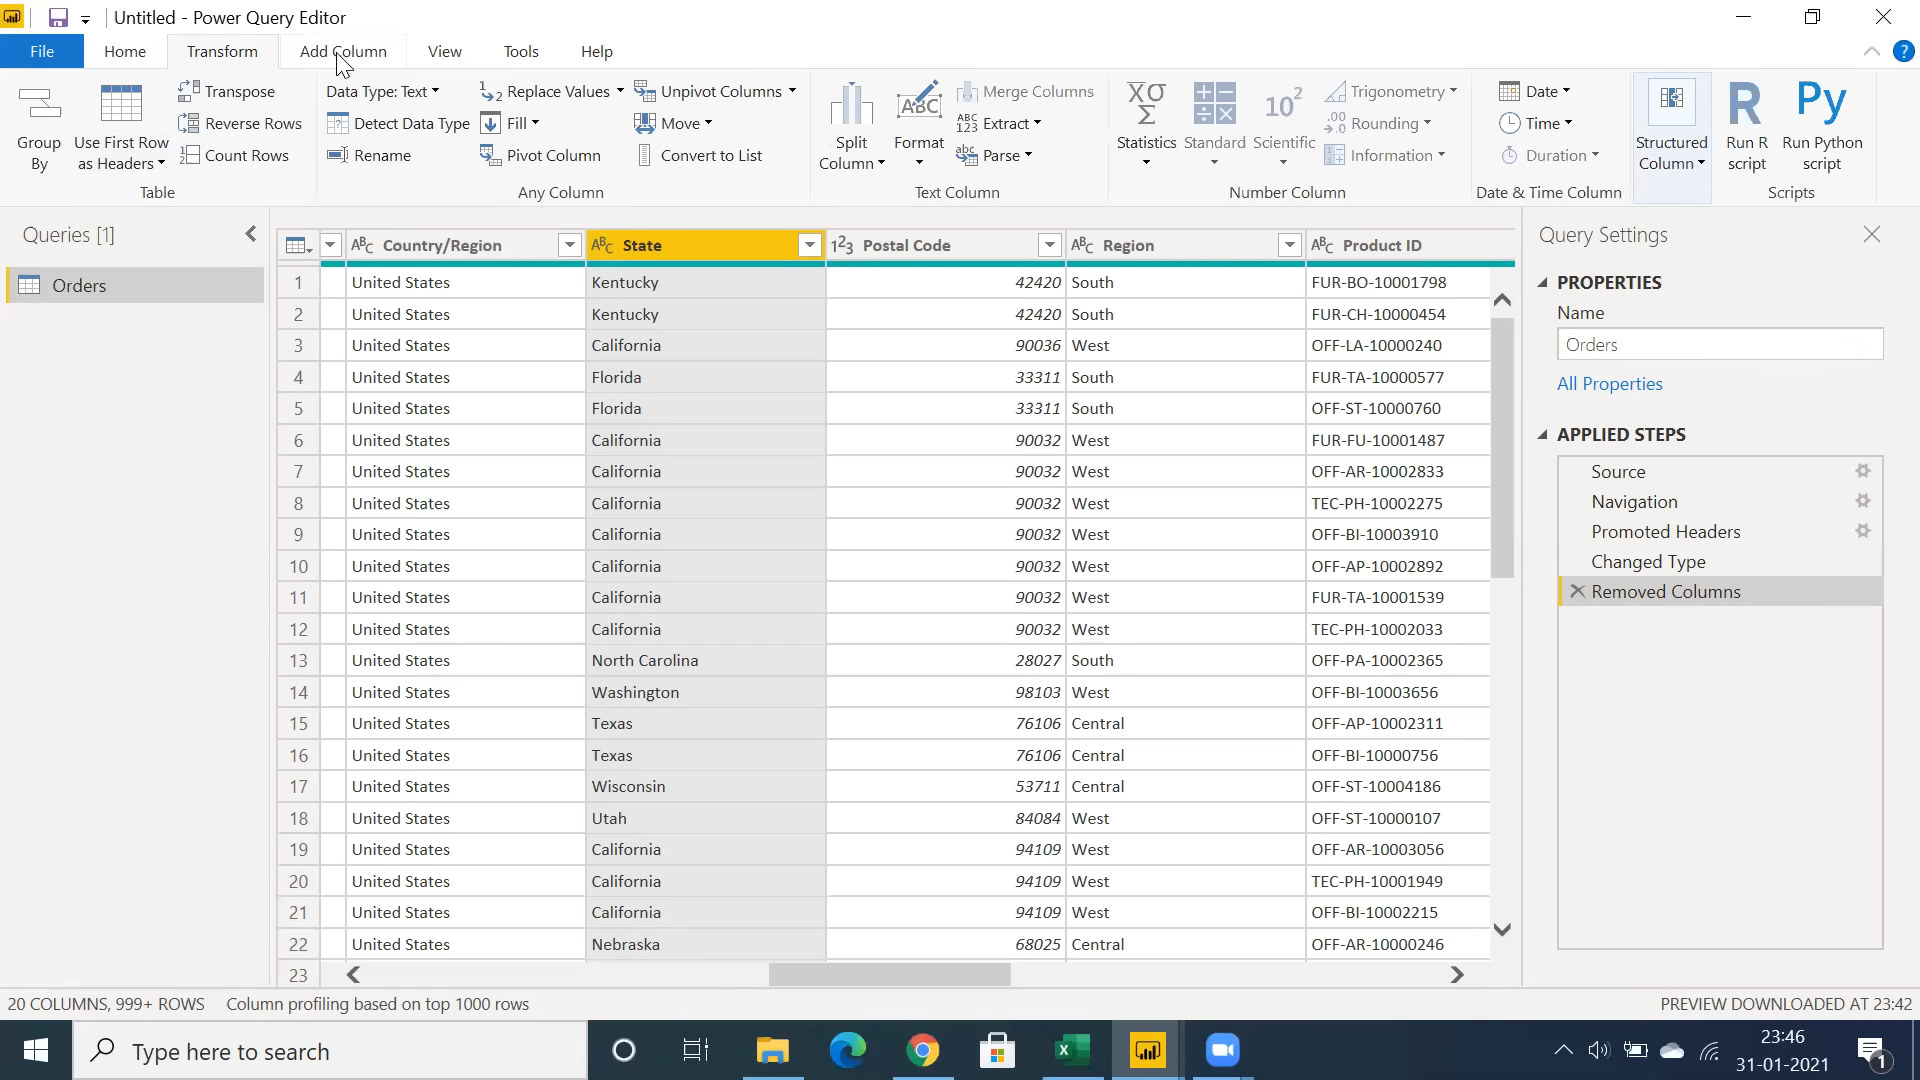 Untitled - Power Query Editor
File Home Transform Add Column View Tools Help
Group By
Use First Row as Headers
Transpose
Reverse Rows
Count Rows
Table
Data Type: Text
Detect Data Type
Rename
Replace Values
Fill
Pivot Column
Unpivot Columns
Move
Convert to List
Any Column
Split Column
Format
Merge Columns
Extract
Parse
Text Column
Statistics
Standard
Scientific
Trigonometry
Rounding
Information
Number Column
Date
Time
Duration
Date & Time Column
Structured Column
Run R script
Run Python script
Scripts
Queries [1]
Orders
Country/Region State Postal Code Region Product ID
1 United States Kentucky 42420 South FUR-BO-10001798
2 United States Kentucky 42420 South FUR-CH-10000454
3 United States California 90036 West OFF-LA-10000240
4 United States Florida 33311 South FUR-TA-10000577
5 United States Florida 33311 South OFF-ST-10000760
6 United States California 90032 West FUR-FU-10001487
7 United States California 90032 West OFF-AR-10002833
8 United States California 90032 West TEC-PH-10002275
9 United States California 90032 West OFF-BI-10003910
10 United States California 90032 West OFF-AP-10002892
11 United States California 90032 West FUR-TA-10001539
12 United States California 90032 West TEC-PH-10002033
13 United States North Carolina 28027 South OFF-PA-10002365
14 United States Washington 98103 West OFF-BI-10003656
15 United States Texas 76106 Central OFF-AP-10002311
16 United States Texas 76106 Central OFF-BI-10000756
17 United States Wisconsin 53711 Central OFF-ST-10004186
18 United States Utah 84084 West OFF-ST-10000107
19 United States California 94109 West OFF-AR-10003056
20 United States California 94109 West TEC-PH-10001949
21 United States California 94109 West OFF-BI-10002215
22 United States Nebraska 68025 Central OFF-AR-10000246
23
Query Settings
PROPERTIES
Name
Orders
All Properties
APPLIED STEPS
Source
Navigation
Promoted Headers
Changed Type
Removed Columns
20 COLUMNS, 999+ ROWS Column profiling based on top 1000 rows
PREVIEW DOWNLOADED AT 23:42
Type here to search
23:46
31-01-2021
1